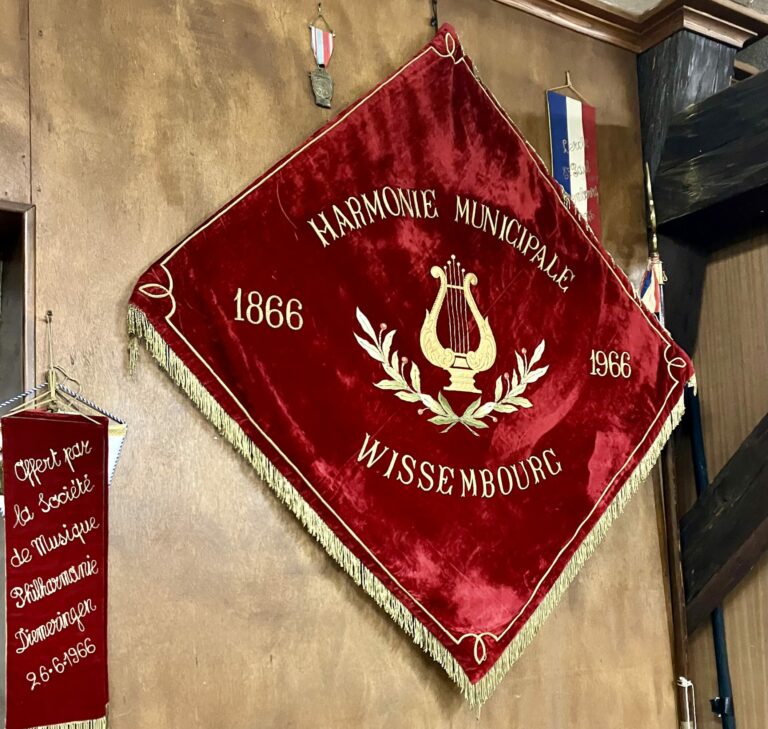 HARMONIE MUNICIPALE
1866
1966
WISSEMBOURG
Offert par
la Société
de Musique
Philharmonie
Diemeringen
26-6-1966